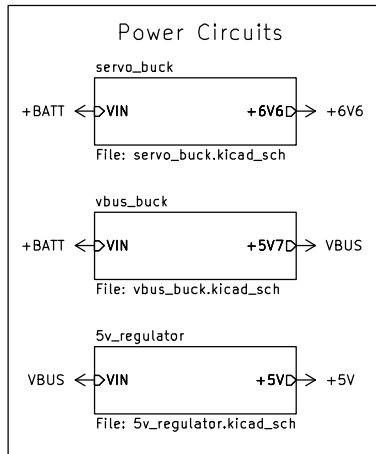 Power Circuits
servo_buck
+BATT VIN +6V6 +6V6
File: servo_buck.kicad_sch
vbus_buck
+BATT VIN +5V7 VBUS
File: vbus_buck.kicad_sch
5v_regulator
VBUS VIN +5V +5V
File: 5v_regulator.kicad_sch